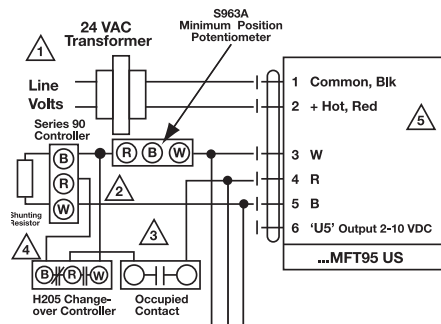 24 VAC
Transformer
S963A
Minimum Position
Potentiometer
1
Line
Volts
1 Common, Blk
2 + Hot, Red
5
Series 90
Controller
B
R
W
R B W
3 W
4 R
5 B
6 'U5' Output 2-10 VDC
2
Shunting
Resistor
4
3
B R W
...MFT95 US
H205 Change-
over Controller
Occupied
Contact